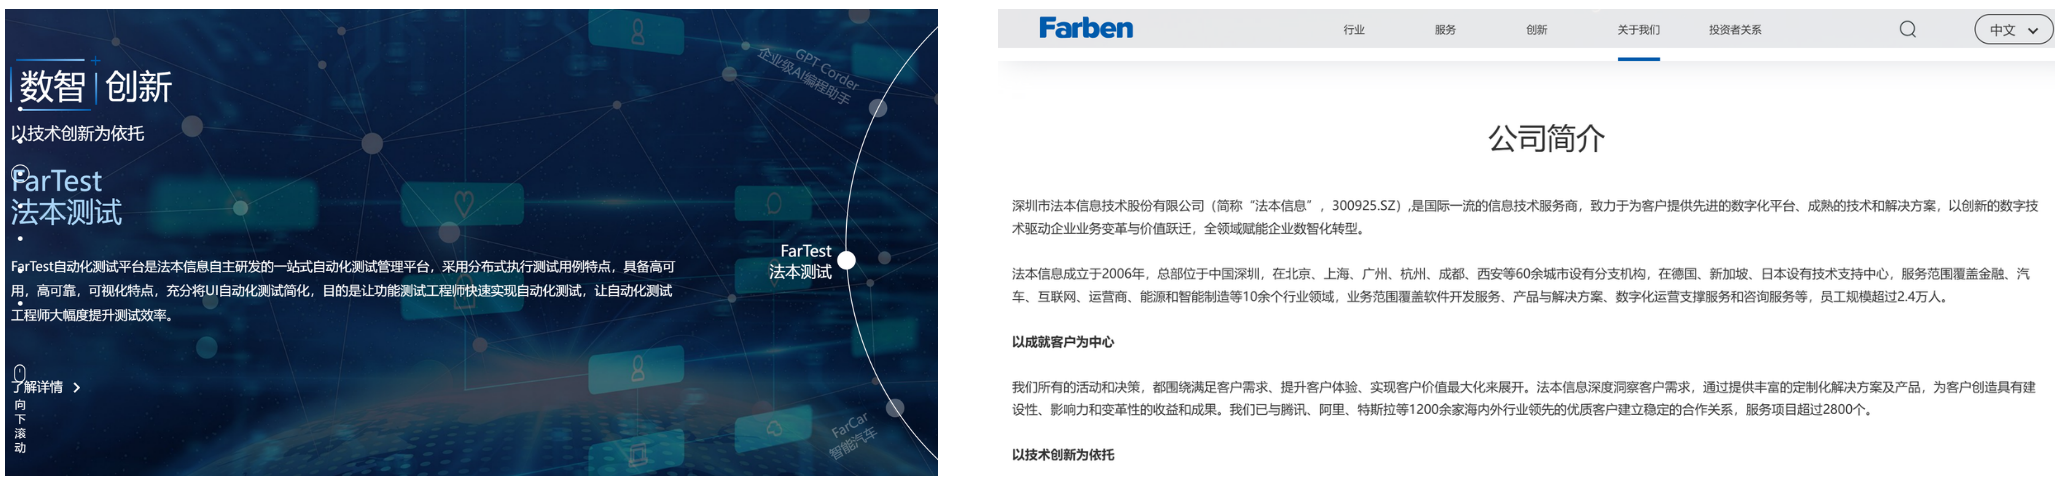 数智 创新
以技术创新为依托
FarTest
法本测试
FarTest自动化测试平台是法本信息自主研发的一站式自动化测试管理平台，采用分布式执行测试用例特点，具备高可
用，高可靠，可视化特点，充分将UI自动化测试简化，目的是让功能测试工程师快速实现自动化测试，让自动化测试
工程师大幅度提升测试效率。
了解详情
向
下
滚
动
GPT Corder
企业级AI编程助手
FarTest
法本测试
FarCar
智能汽车
Farben 行业 服务 创新 关于我们 投资者关系 中文
公司简介
深圳市法本信息技术股份有限公司（简称“法本信息”，300925.SZ）,是国际一流的信息技术服务商，致力于为客户提供先进的数字化平台、成熟的技术和解决方案，以创新的数字技
术驱动企业业务变革与价值跃迁，全领域赋能企业数智化转型。
法本信息成立于2006年，总部位于中国深圳，在北京、上海、广州、杭州、成都、西安等60余城市设有分支机构，在德国、新加坡、日本设有技术支持中心，服务范围覆盖金融、汽
车、互联网、运营商、能源和智能制造等10余个行业领域，业务范围覆盖软件开发服务、产品与解决方案、数字化运营支撑服务和咨询服务等，员工规模超过2.4万人。
以成就客户为中心
我们所有的活动和决策，都围绕满足客户需求、提升客户体验、实现客户价值最大化来展开。法本信息深度洞察客户需求，通过提供丰富的定制化解决方案及产品，为客户创造具有建
设性、影响力和变革性的收益和成果。我们已与腾讯、阿里、特斯拉等1200余家海内外行业领先的优质客户建立稳定的合作关系，服务项目超过2800个。
以技术创新为依托